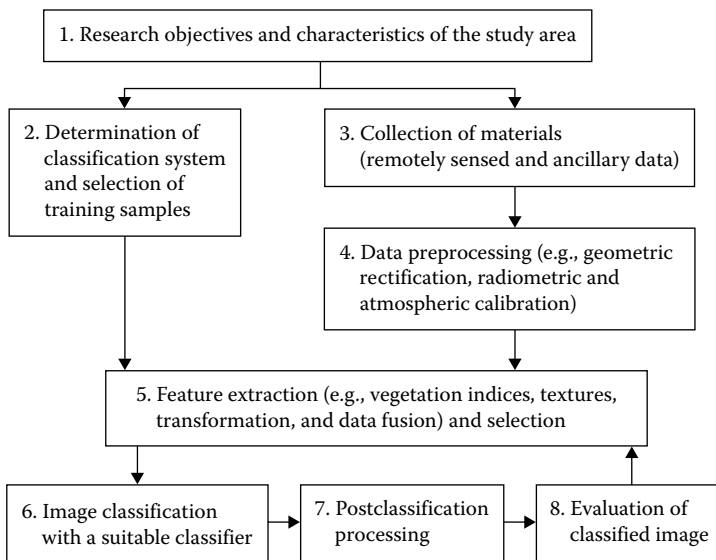 1. Research objectives and characteristics of the study area
2. Determination of
classification system
and selection of
training samples
3. Collection of materials
(remotely sensed and ancillary data)
4. Data preprocessing (e.g., geometric
rectification, radiometric and
atmospheric calibration)
5. Feature extraction (e.g., vegetation indices, textures,
transformation, and data fusion) and selection
6. Image classification
with a suitable classifier
7. Postclassification
processing
8. Evaluation of
classified image